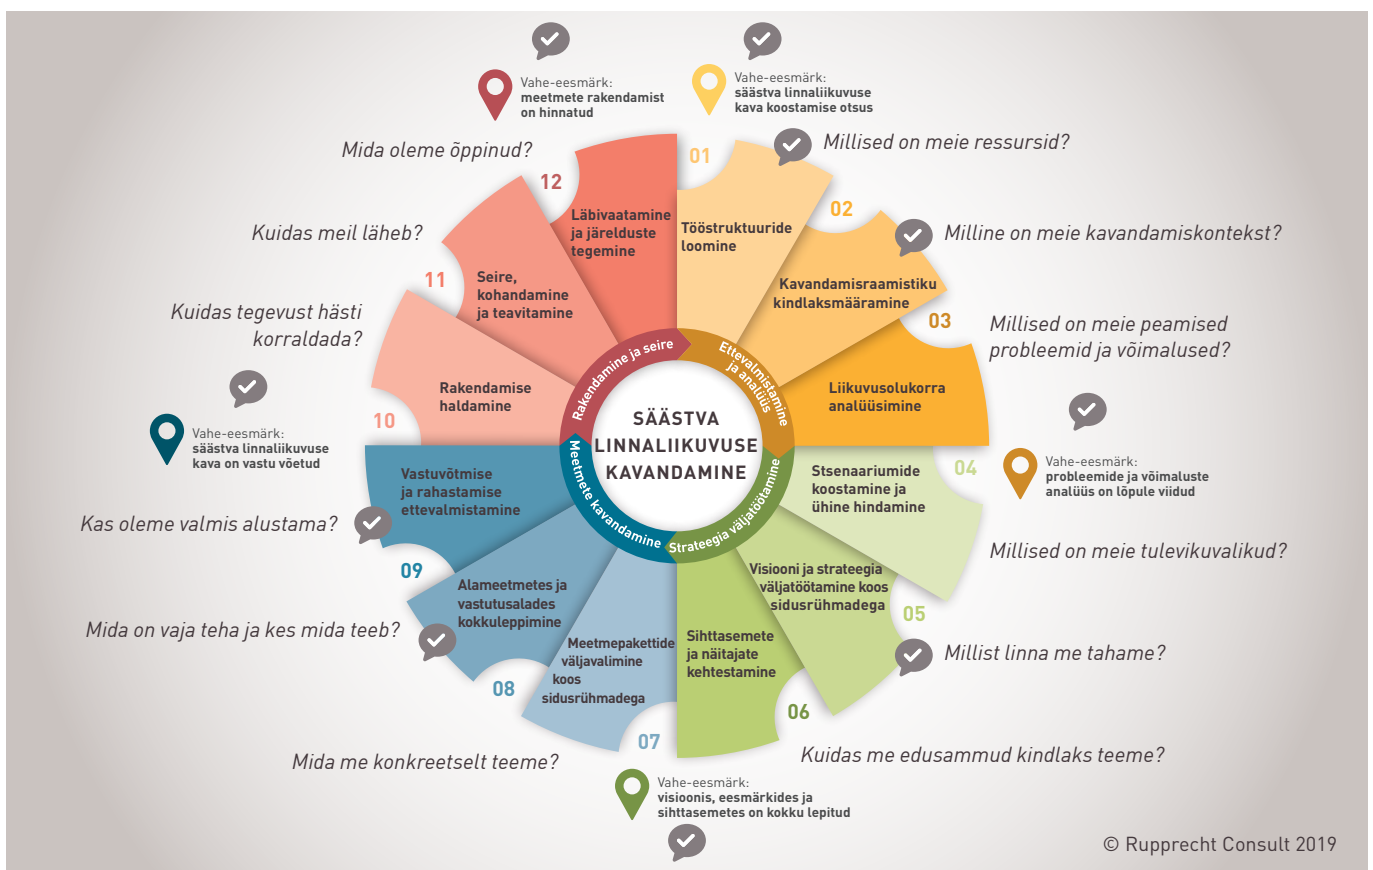 Vahe-eesmärk:
meetmete rakendamist
on hinnatud
Vahe-eesmärk:
säästva linnaliikuvuse
kava koostamise otsus
Mida oleme õppinud?
Millised on meie ressursid?
01
12
02
Läbivaatamine
ja järelduste
tegemine
Tööstruktuuride
loomine
Kuidas meil läheb?
Milline on meie kavandamiskontekst?
11
Seire,
kohandamine
ja teavitamine
Kavandamisraamistiku
kindlaksmääramine
03
Kuidas tegevust hästi
korraldada?
Millised on meie peamised
probleemid ja võimalused?
Rakendamine ja seire
Ettevalmistamine
ja analüüs
Rakendamise
haldamine
Liikuvusolukorra
analüüsimine
10
SÄÄSTVA
LINNALIIKUVUSE
KAVANDAMINE
Vahe-eesmärk:
säästva linnaliikuvuse
kava on vastu võetud
Vahe-eesmärk:
probleemide ja võimaluste
analüüs on lõpule viidud
04
Vastuvõtmise
ja rahastamise
ettevalmistamine
Stsenaariumide
koostamine ja
ühine hindamine
Meetmete kavandamine
Strateegia väljatöötamine
Kas oleme valmis alustama?
Millised on meie tulevikuvalikud?
09
Alameetmetes ja
vastutusalades
kokkuleppimine
Visiooni ja strateegia
väljatöötamine koos
sidusrühmadega
05
Mida on vaja teha ja kes mida teeb?
Millist linna me tahame?
Meetmepakettide
väljavalimine
koos
sidusrühmadega
Sihttasemete
ja näitajate
kehtestamine
08
06
07
Mida me konkreetselt teeme?
Kuidas me edusammud kindlaks teeme?
Vahe-eesmärk:
visioonis, eesmärkides ja
sihttasemetes on kokku lepitud
© Rupprecht Consult 2019